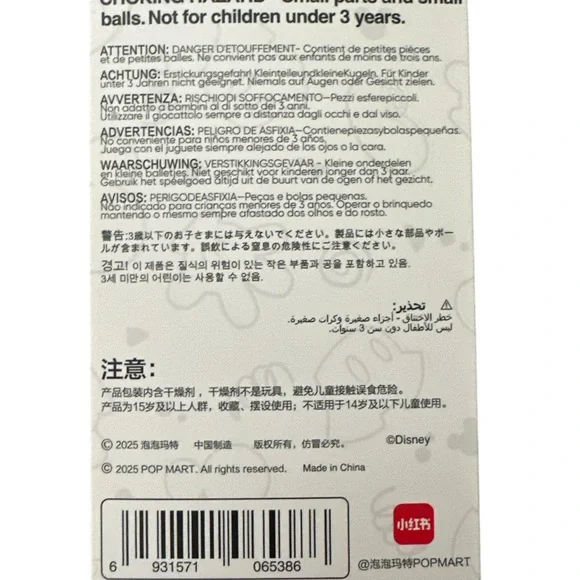 CHOKING HAZARD - Small parts and small
balls. Not for children under 3 years.
ATTENTION: DANGER D'ETOUFFEMENT- Contient de petites pièces
et de petites balles. Ne convient pas aux enfants de moins de trois ans.
ACHTUNG: Erstickungsgefahr! KleinteileundkleineKugeln. Für Kinder
unter 3 Jahren nicht geeignet. Niemals auf Augen oder Gesicht zielen.
AVVERTENZA: RISCHIODI SOFFOCAMENTO—Pezzi esferepiccoli.
Non adatto a bambini al di sotto dei 3 anni.
Utilizzare il giocattolo sempre a distanza dagli occhi e dal viso.
ADVERTENCIAS: PELIGRO DE ASFIXIA—Contienepiezasybolaspequeñas.
No conveniente para niños menores de 3 años.
Juega con el juguete siempre alejado de los ojos o la cara.
WAARSCHUWING: VERSTIKKINGSGEVAAR - Kleine onderdelen
en kleine balletjes. Niet geschikt voor kinderen jonger dan 3 jaar.
Gebruik het speelgoed altijd uit de buurt van de ogen of het gezicht.
AVISOS: PERIGODEASFIXIA—Peças e bolas pequenas.
Não indicado para crianças menores de 3 años. Operar o brinquedo
mantendo o mesmo sempre afastado dos olhos e do rosto.
警告:3歳以下のお子さまには与えないでください。製品には小さな部品やボー
ルが含まれています。誤飲による窒息の危険性にご注意ください。
경고! 이 제품은 질식의 위험이 있는 작은 부품과 공을 포함하고 있음.
3세 미만의 어린이는 사용할 수 없음.
⚠ تحذير:
خطر الاختناق - أجزاء صغيرة وكرات صغيرة.
ليس للأطفال دون سن 3 سنوات.
注意:
产品包装内含干燥剂，干燥剂不是玩具，避免儿童接触误食危险。
产品为15岁及以上人群，收藏、摆设使用；不适用于14岁及以下儿童使用。
© 2025 泡泡玛特 中国制造 版权所有，仿冒必究。 ©Disney
© 2025 POP MART. All rights reserved. Made in China
小红书
6 931571 065386
@泡泡玛特POPMART